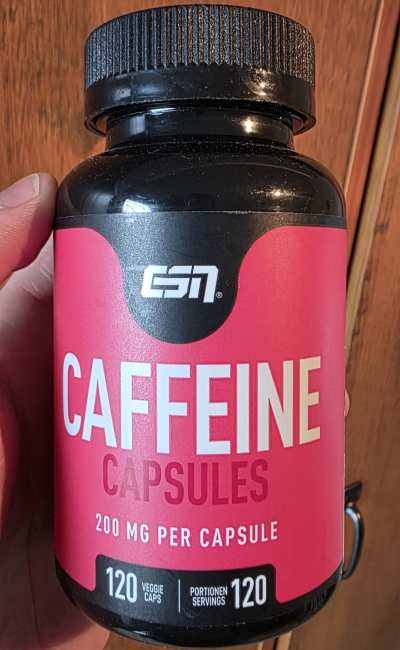 ESN®
CAFFEINE
CAPSULES
200 MG PER CAPSULE
120 VEGGIE CAPS
PORTIONEN SERVINGS 120